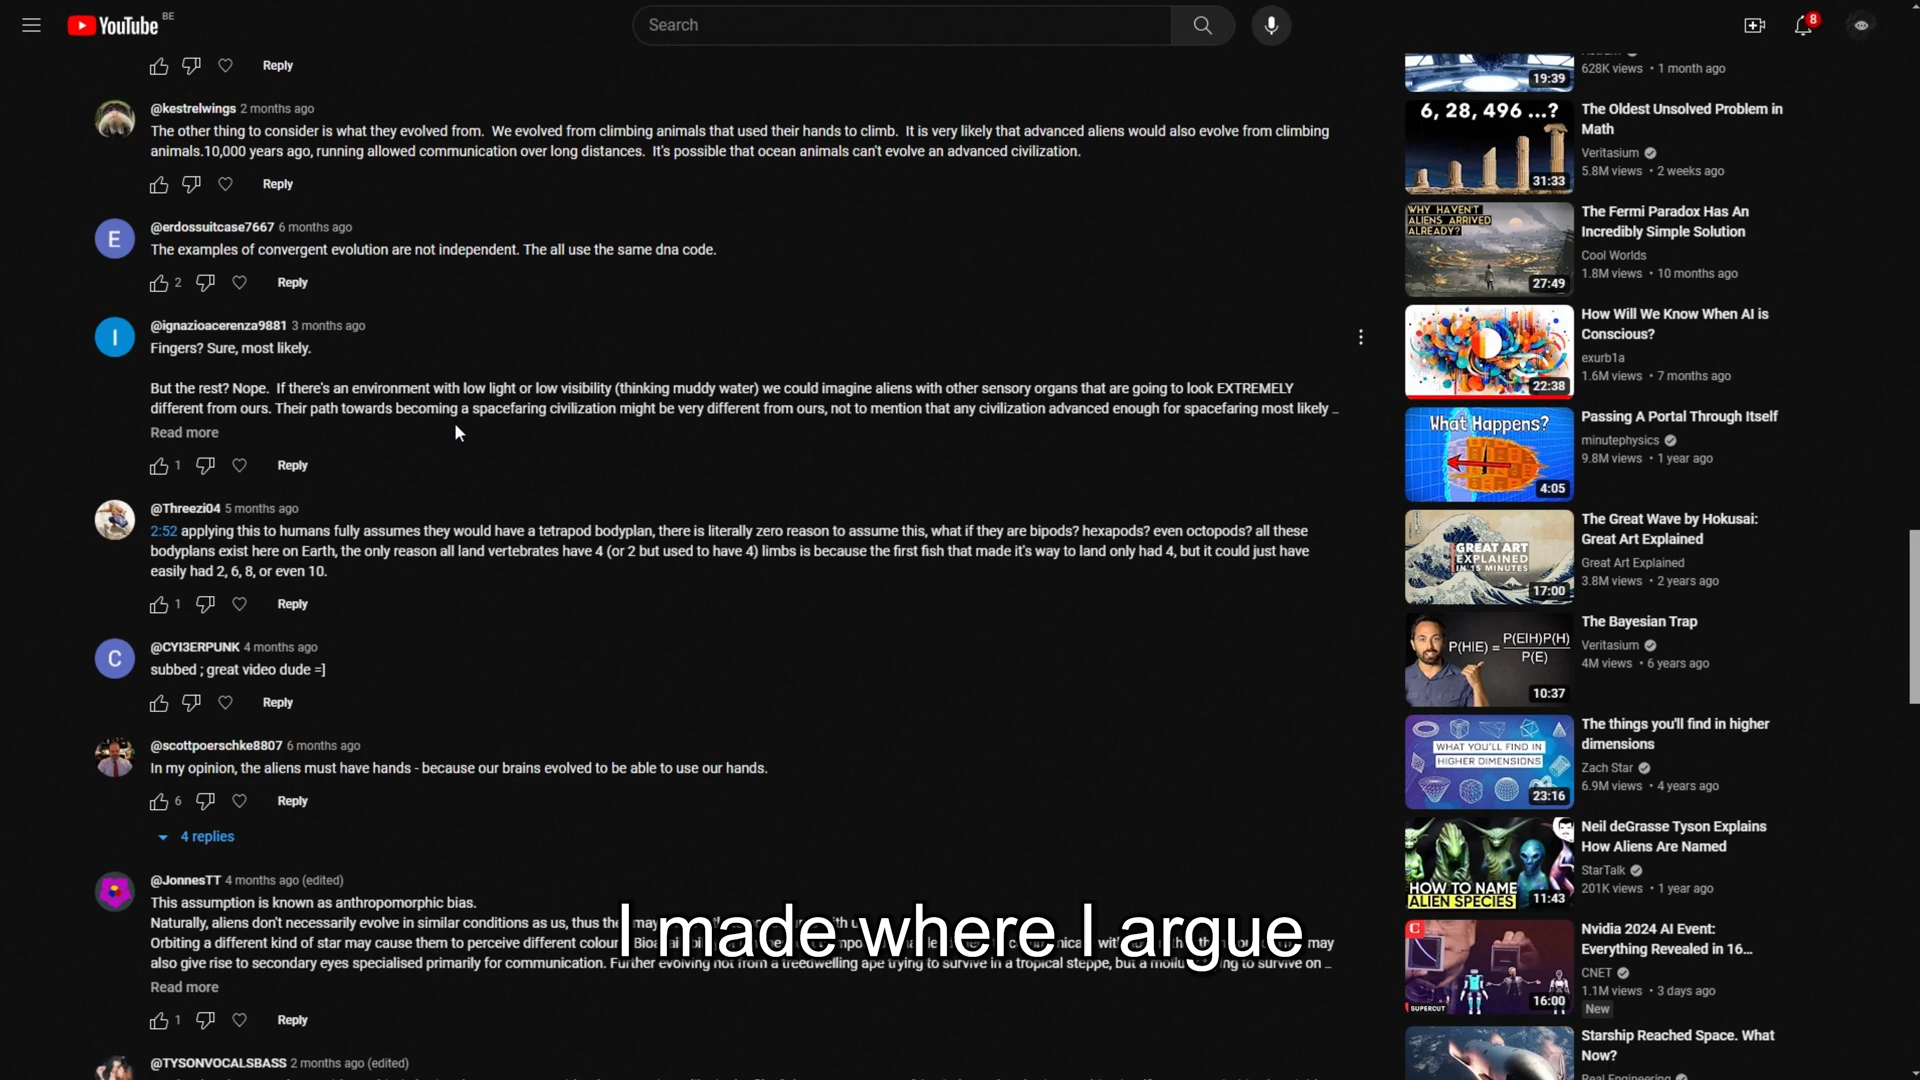 YouTube BE
Search
8
Reply
@kestrelwings 2 months ago
The other thing to consider is what they evolved from. We evolved from climbing animals that used their hands to climb. It is very likely that advanced aliens would also evolve from climbing
animals.10,000 years ago, running allowed communication over long distances. It's possible that ocean animals can't evolve an advanced civilization.
Reply
E
@erdossuitcase7667 6 months ago
The examples of convergent evolution are not independent. The all use the same dna code.
2 Reply
I
@ignazioacerenza9881 3 months ago
Fingers? Sure, most likely.
But the rest? Nope. If there's an environment with low light or low visibility (thinking muddy water) we could imagine aliens with other sensory organs that are going to look EXTREMELY
different from ours. Their path towards becoming a spacefaring civilization might be very different from ours, not to mention that any civilization advanced enough for spacefaring most likely ...
Read more
1 Reply
@Threezi04 5 months ago
2:52 applying this to humans fully assumes they would have a tetrapod bodyplan, there is literally zero reason to assume this, what if they are bipods? hexapods? even octopods? all these
bodyplans exist here on Earth, the only reason all land vertebrates have 4 (or 2 but used to have 4) limbs is because the first fish that made it's way to land only had 4, but it could just have
easily had 2, 6, 8, or even 10.
1 Reply
C
@CYI3ERPUNK 4 months ago
subbed ; great video dude =]
Reply
@scottpoerschke8807 6 months ago
In my opinion, the aliens must have hands - because our brains evolved to be able to use our hands.
6 Reply
4 replies
@JonnesTT 4 months ago (edited)
This assumption is known as anthropomorphic bias.
Naturally, aliens don't necessarily evolve in similar conditions as us, thus
Orbiting a different kind of star may cause them to perceive different colour may
also give rise to secondary eyes specialised primarily for communication. Further evolving not from a treedwelling ape trying to survive in a tropical steppe, but a to survive on ...
Read more
1 Reply
@TYSONVOCALSBASS 2 months ago (edited)
I made where I argue
19:39
628K views • 1 month ago
6, 28, 496 ...?
31:33
The Oldest Unsolved Problem in
Math
Veritasium
5.8M views • 2 weeks ago
WHY HAVEN'T
ALIENS ARRIVED
ALREADY?
27:49
The Fermi Paradox Has An
Incredibly Simple Solution
Cool Worlds
1.8M views • 10 months ago
22:38
How Will We Know When AI is
Conscious?
exurb1a
1.6M views • 7 months ago
What Happens?
4:05
Passing A Portal Through Itself
minutephysics
9.8M views • 1 year ago
GREAT ART
EXPLAINED
IN 15 MINUTES
17:00
The Great Wave by Hokusai:
Great Art Explained
Great Art Explained
3.8M views • 2 years ago
P(H|E) = P(E|H)P(H)
P(E)
10:37
The Bayesian Trap
Veritasium
4M views • 6 years ago
WHAT YOU'LL FIND IN
HIGHER DIMENSIONS
23:16
The things you'll find in higher
dimensions
Zach Star
6.9M views • 4 years ago
HOW TO NAME
ALIEN SPECIES
11:43
Neil deGrasse Tyson Explains
How Aliens Are Named
StarTalk
201K views • 1 year ago
C
SUPERCUT
16:00
Nvidia 2024 AI Event:
Everything Revealed in 16...
CNET
1.1M views • 3 days ago
New
Starship Reached Space. What
Now?
Real Engineering